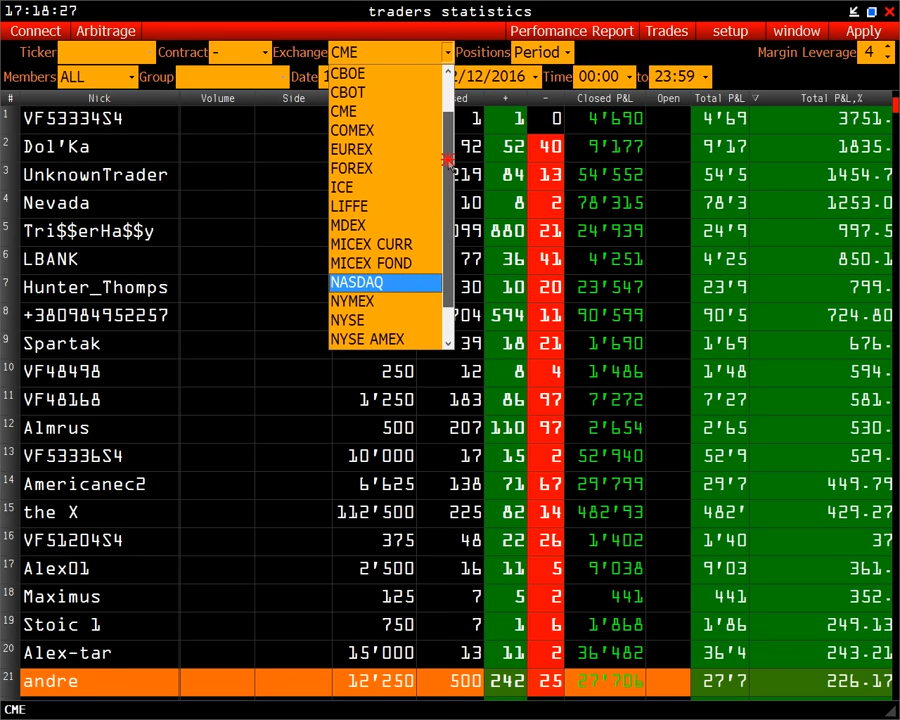 17:18:27 traders statistics
Connect Arbitrage Perfomance Report Trades setup window Apply
Ticker Contract - Exchange CME Positions Period Margin Leverage 4
Members ALL Group Date 1 2/12/2016 Time 00:00 to 23:59
# Nick Volume Side sed + - Closed P&L Open Total P&L ▽ Total P&L,%
CBOE
CBOT
CME
COMEX
EUREX
FOREX
ICE
LIFFE
MDEX
MICEX CURR
MICEX FOND
NASDAQ
NYMEX
NYSE
NYSE AMEX
1 VF53334S4 1 1 0 4'690 4'69 3751.
2 Dol'Ka 92 52 40 9'177 9'17 1835.
3 UnknownTrader 219 84 13 54'552 54'5 1454.7
4 Nevada 10 8 2 78'315 78'3 1253.0
5 Tri$$erHa$$y 099 880 21 24'939 24'9 997.5
6 LBANK 77 36 41 4'251 4'25 850.1
7 Hunter_Thomps 30 10 20 23'547 23'9 799.
8 +380984952257 704 594 11 90'599 90'5 724.80
9 Spartak 39 18 21 1'690 1'69 676.
10 VF48498 250 12 8 4 1'486 1'48 594.
11 VF48168 1'250 183 86 97 7'272 7'27 581.
12 Almrus 500 207 110 97 2'654 2'65 530.
13 VF53336S4 10'000 17 15 2 52'940 52'9 529.
14 Americanec2 6'625 138 71 67 29'799 29'7 449.79
15 the X 112'500 225 82 14 482'93 482' 429.27
16 VF51204S4 375 48 22 26 1'402 1'40 37
17 Alex01 2'500 16 11 5 9'038 9'03 361.
18 Maximus 125 7 5 2 441 441 352.
19 Stoic 1 750 7 1 6 1'868 1'86 249.13
20 Alex-tar 15'000 13 11 2 36'482 36'4 243.21
21 andre 12'250 500 242 25 27'706 27'7 226.17
CME